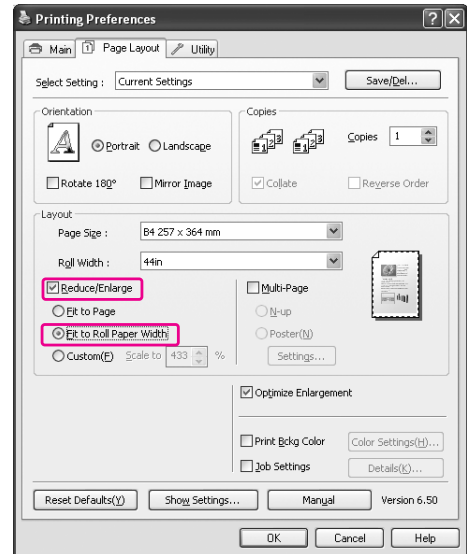 Printing Preferences
Main Page Layout Utility
Select Setting : Current Settings Save/Del...
Orientation
A Portrait Landscape
Rotate 180° Mirror Image
Copies
Copies 1
Collate Reverse Order
Layout
Page Size : B4 257 x 364 mm
Roll Width : 44in
Reduce/Enlarge
Fit to Page
Fit to Roll Paper Width
Custom(F) Scale to 433 %
Multi-Page
N-up
Poster(N)
Settings...
Optimize Enlargement
Print Bckg Color Color Settings(H)...
Job Settings Details(K)...
Reset Defaults(Y) Show Settings... Manual Version 6.50
OK Cancel Help